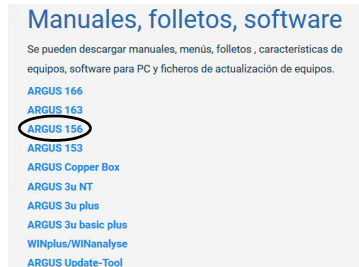 Manuales, folletos, software
Se pueden descargar manuales, menús, folletos , características de
equipos, software para PC y ficheros de actualización de equipos.
ARGUS 166
ARGUS 163
ARGUS 156
ARGUS 153
ARGUS Copper Box
ARGUS 3u NT
ARGUS 3u plus
ARGUS 3u basic plus
WINplus/WINanalyse
ARGUS Update-Tool